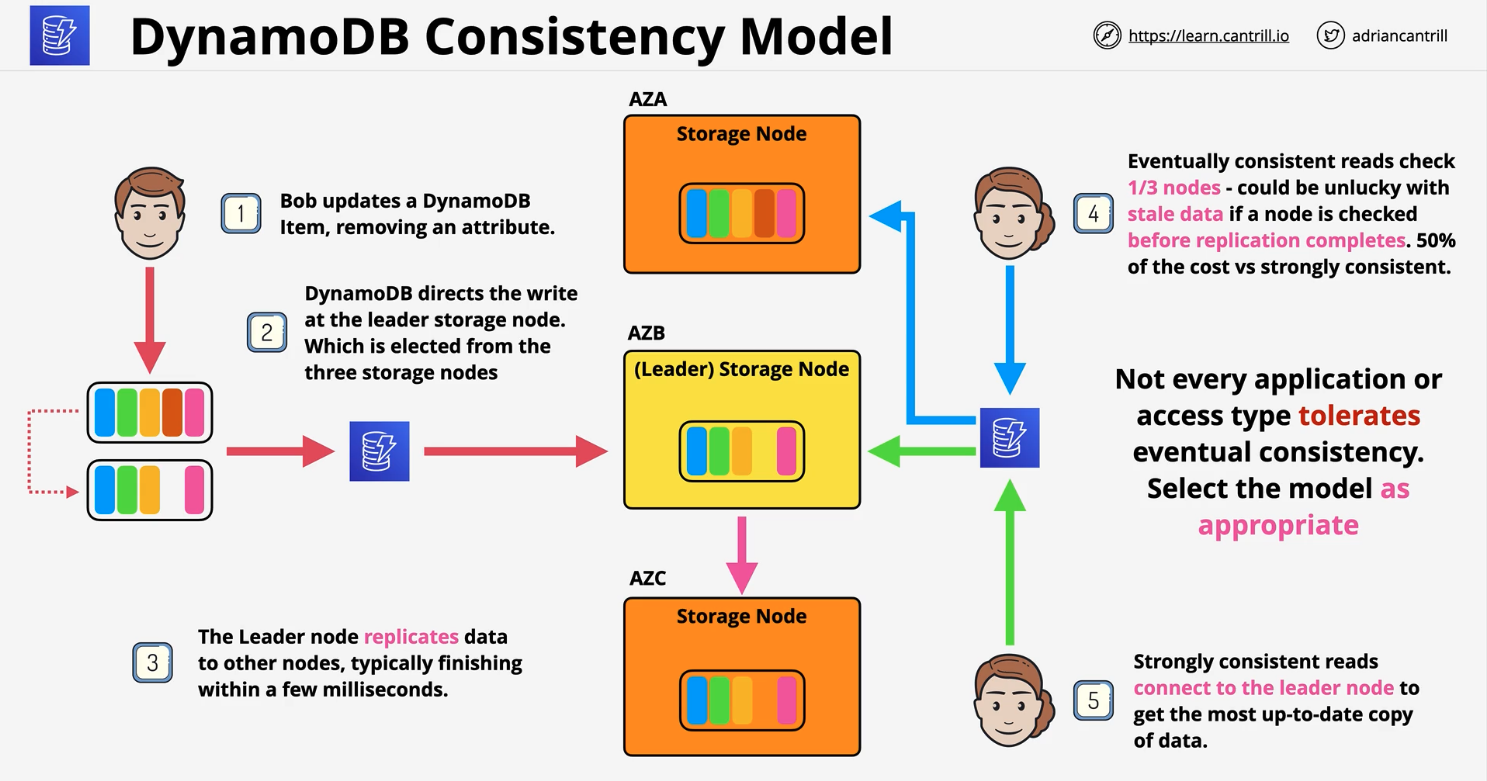 DynamoDB Consistency Model
https://learn.cantrill.io
adriancantrill
1
Bob updates a DynamoDB
Item, removing an attribute.
2
DynamoDB directs the write
at the leader storage node.
Which is elected from the
three storage nodes
3
The Leader node replicates data
to other nodes, typically finishing
within a few milliseconds.
AZA
Storage Node
AZB
(Leader) Storage Node
AZC
Storage Node
4
Eventually consistent reads check
1/3 nodes - could be unlucky with
stale data if a node is checked
before replication completes. 50%
of the cost vs strongly consistent.
Not every application or
access type tolerates
eventual consistency.
Select the model as
appropriate
5
Strongly consistent reads
connect to the leader node to
get the most up-to-date copy
of data.